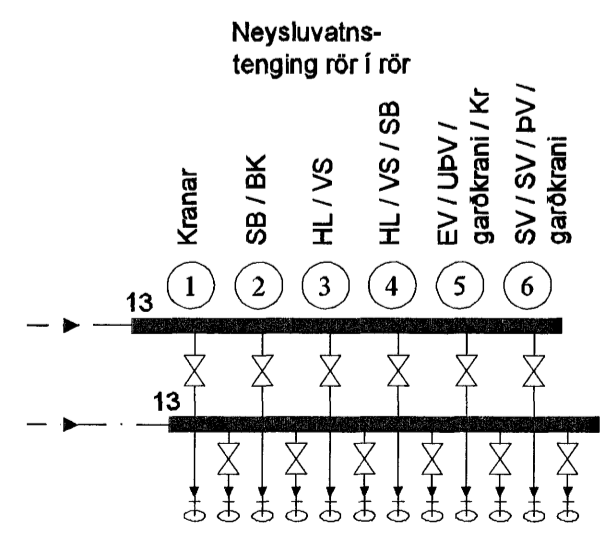 Neysluvatns-
tenging rör í rör
Kranar
SB / BK
HL / VS
HL / VS / SB
EV / UÞV /
garðkrani / Kr
SV / SV / ÞV /
garðkrani
1 2 3 4 5 6
13
13